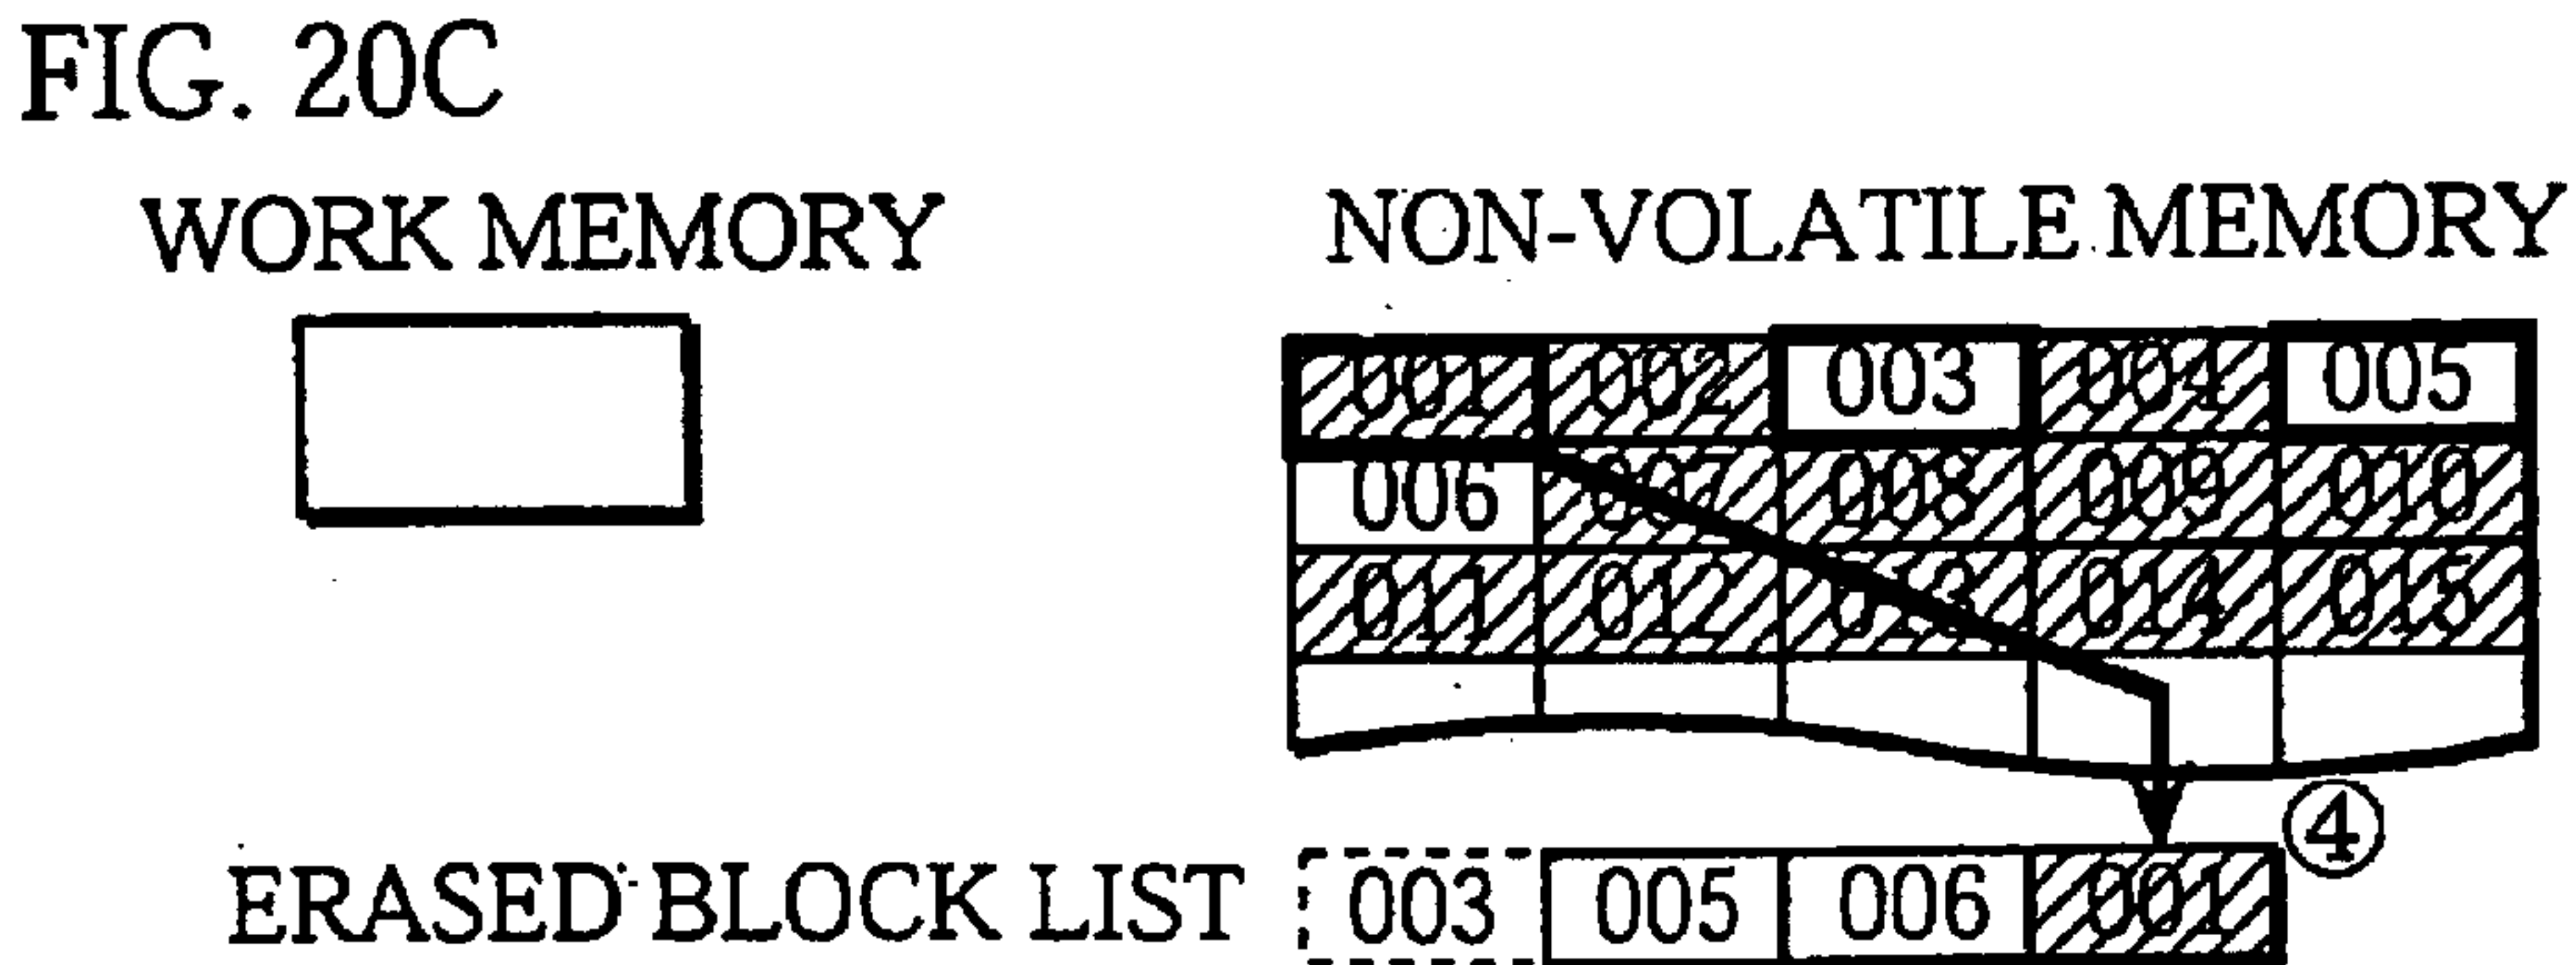 FIG. 20C
WORK MEMORY
NON-VOLATILE MEMORY
001 002 003 004 005
006 007 008 009 010
011 012 013 014 015
④
ERASED BLOCK LIST 003 005 006 001